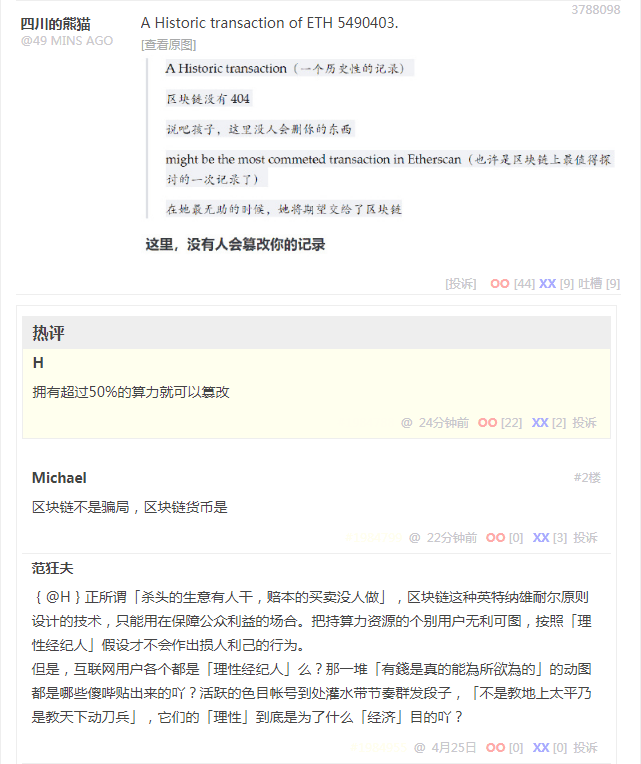 3788098
四川的熊猫
@49 MINS AGO
A Historic transaction of ETH 5490403.
[查看原图]
A Historic transaction（一个历史性的记录）
区块链没有 404
说吧孩子，这里没人会删你的东西
might be the most commeted transaction in Etherscan（也许是区块链上最值得探
讨的一次记录了）
在她最无助的时候，她将期望交给了区块链
这里，没有人会篡改你的记录
[投诉] OO [44] XX [9] 吐槽 [9]
热评
H
拥有超过50%的算力就可以篡改
@ 24分钟前 OO [22] XX [2] 投诉
Michael #2楼
区块链不是骗局，区块链货币是
@ 22分钟前 OO [0] XX [3] 投诉
范狂夫
{ @H } 正所谓「杀头的生意有人干，赔本的买卖没人做」，区块链这种英特纳雄耐尔原则
设计的技术，只能用在保障公众利益的场合。把持算力资源的个别用户无利可图，按照「理
性经纪人」假设才不会作出损人利己的行为。
但是，互联网用户各个都是「理性经纪人」么？那一堆「有錢是真的能為所欲為的」的动图
都是哪些傻哔贴出来的吖？活跃的色目帐号到处灌水带节奏群发段子，「不是教地上太平乃
是教天下动刀兵」，它们的「理性」到底是为了什么「经济」目的吖？
@ 4月25日 OO [0] XX [0] 投诉